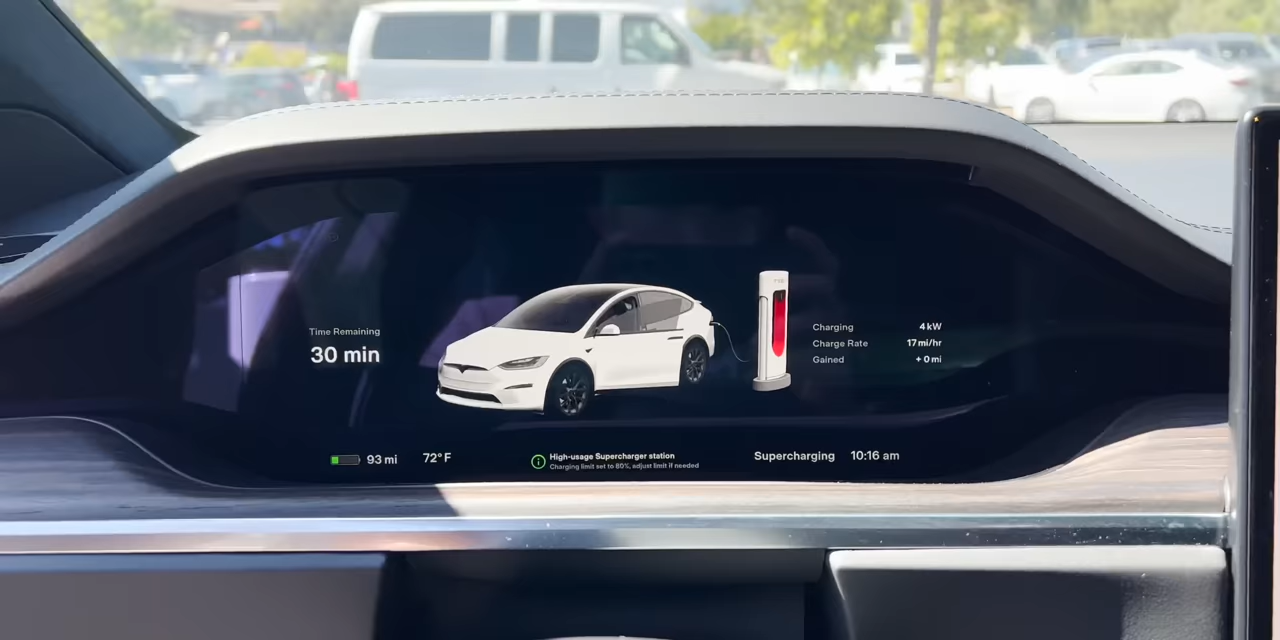 Time Remaining
30 min
Charging 4 kW
Charge Rate 17 mi/hr
Gained + 0 mi
93 mi 72° F
High-usage Supercharger station
Charging limit set to 80%, adjust limit if needed
Supercharging 10:16 am